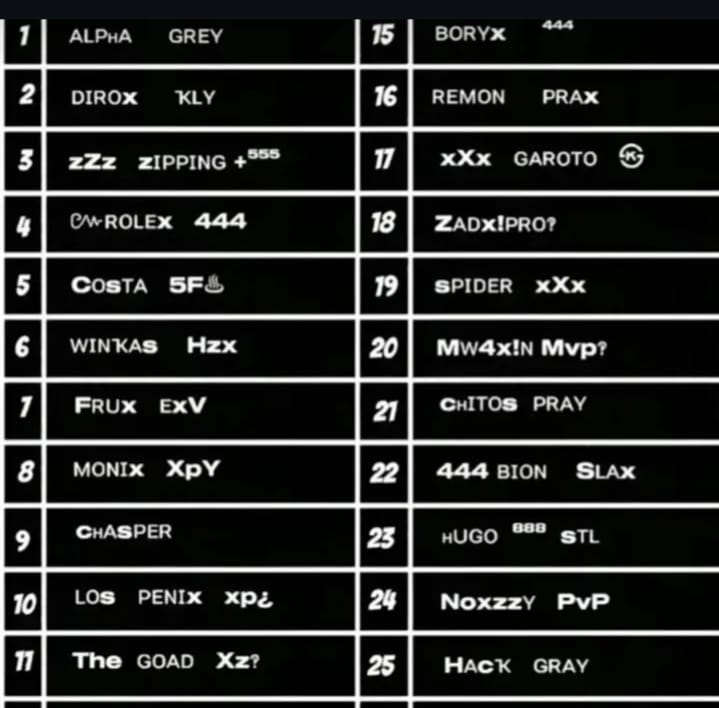 1 ALPHA GREY
2 DIROx KLY
3 zZz zIPPING +⁵⁵⁵
4 ROLEx 444
5 COsTA 5F♨
6 WINKAs Hzx
7 FRUx ExV
8 MONIx XpY
9 cHAsPER
10 LOs PENIx xp¿
11 The GOAD Xz?
15 BORYx ⁴⁴⁴
16 REMON PRAx
17 xXx GAROTO K
18 ZADx!PRO?
19 sPIDER xXx
20 Mw4x!N Mvp?
21 cHITOs PRAY
22 444 BION SLAx
23 HUGO ⁸⁸⁸ sTL
24 NoxzzY PvP
25 HAcK GRAY